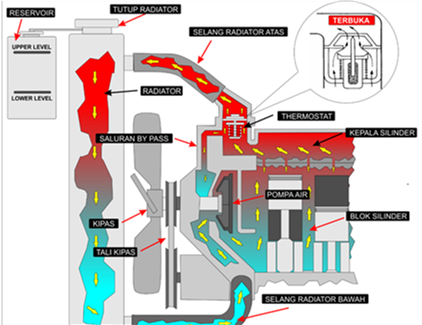 RESERVOIR
TUTUP RADIATOR
TERBUKA
SELANG RADIATOR ATAS
UPPER LEVEL
LOWER LEVEL
RADIATOR
THERMOSTAT
KEPALA SILINDER
SALURAN BY PASS
POMPA AIR
KIPAS
BLOK SILINDER
TALI KIPAS
SELANG RADIATOR BAWAH